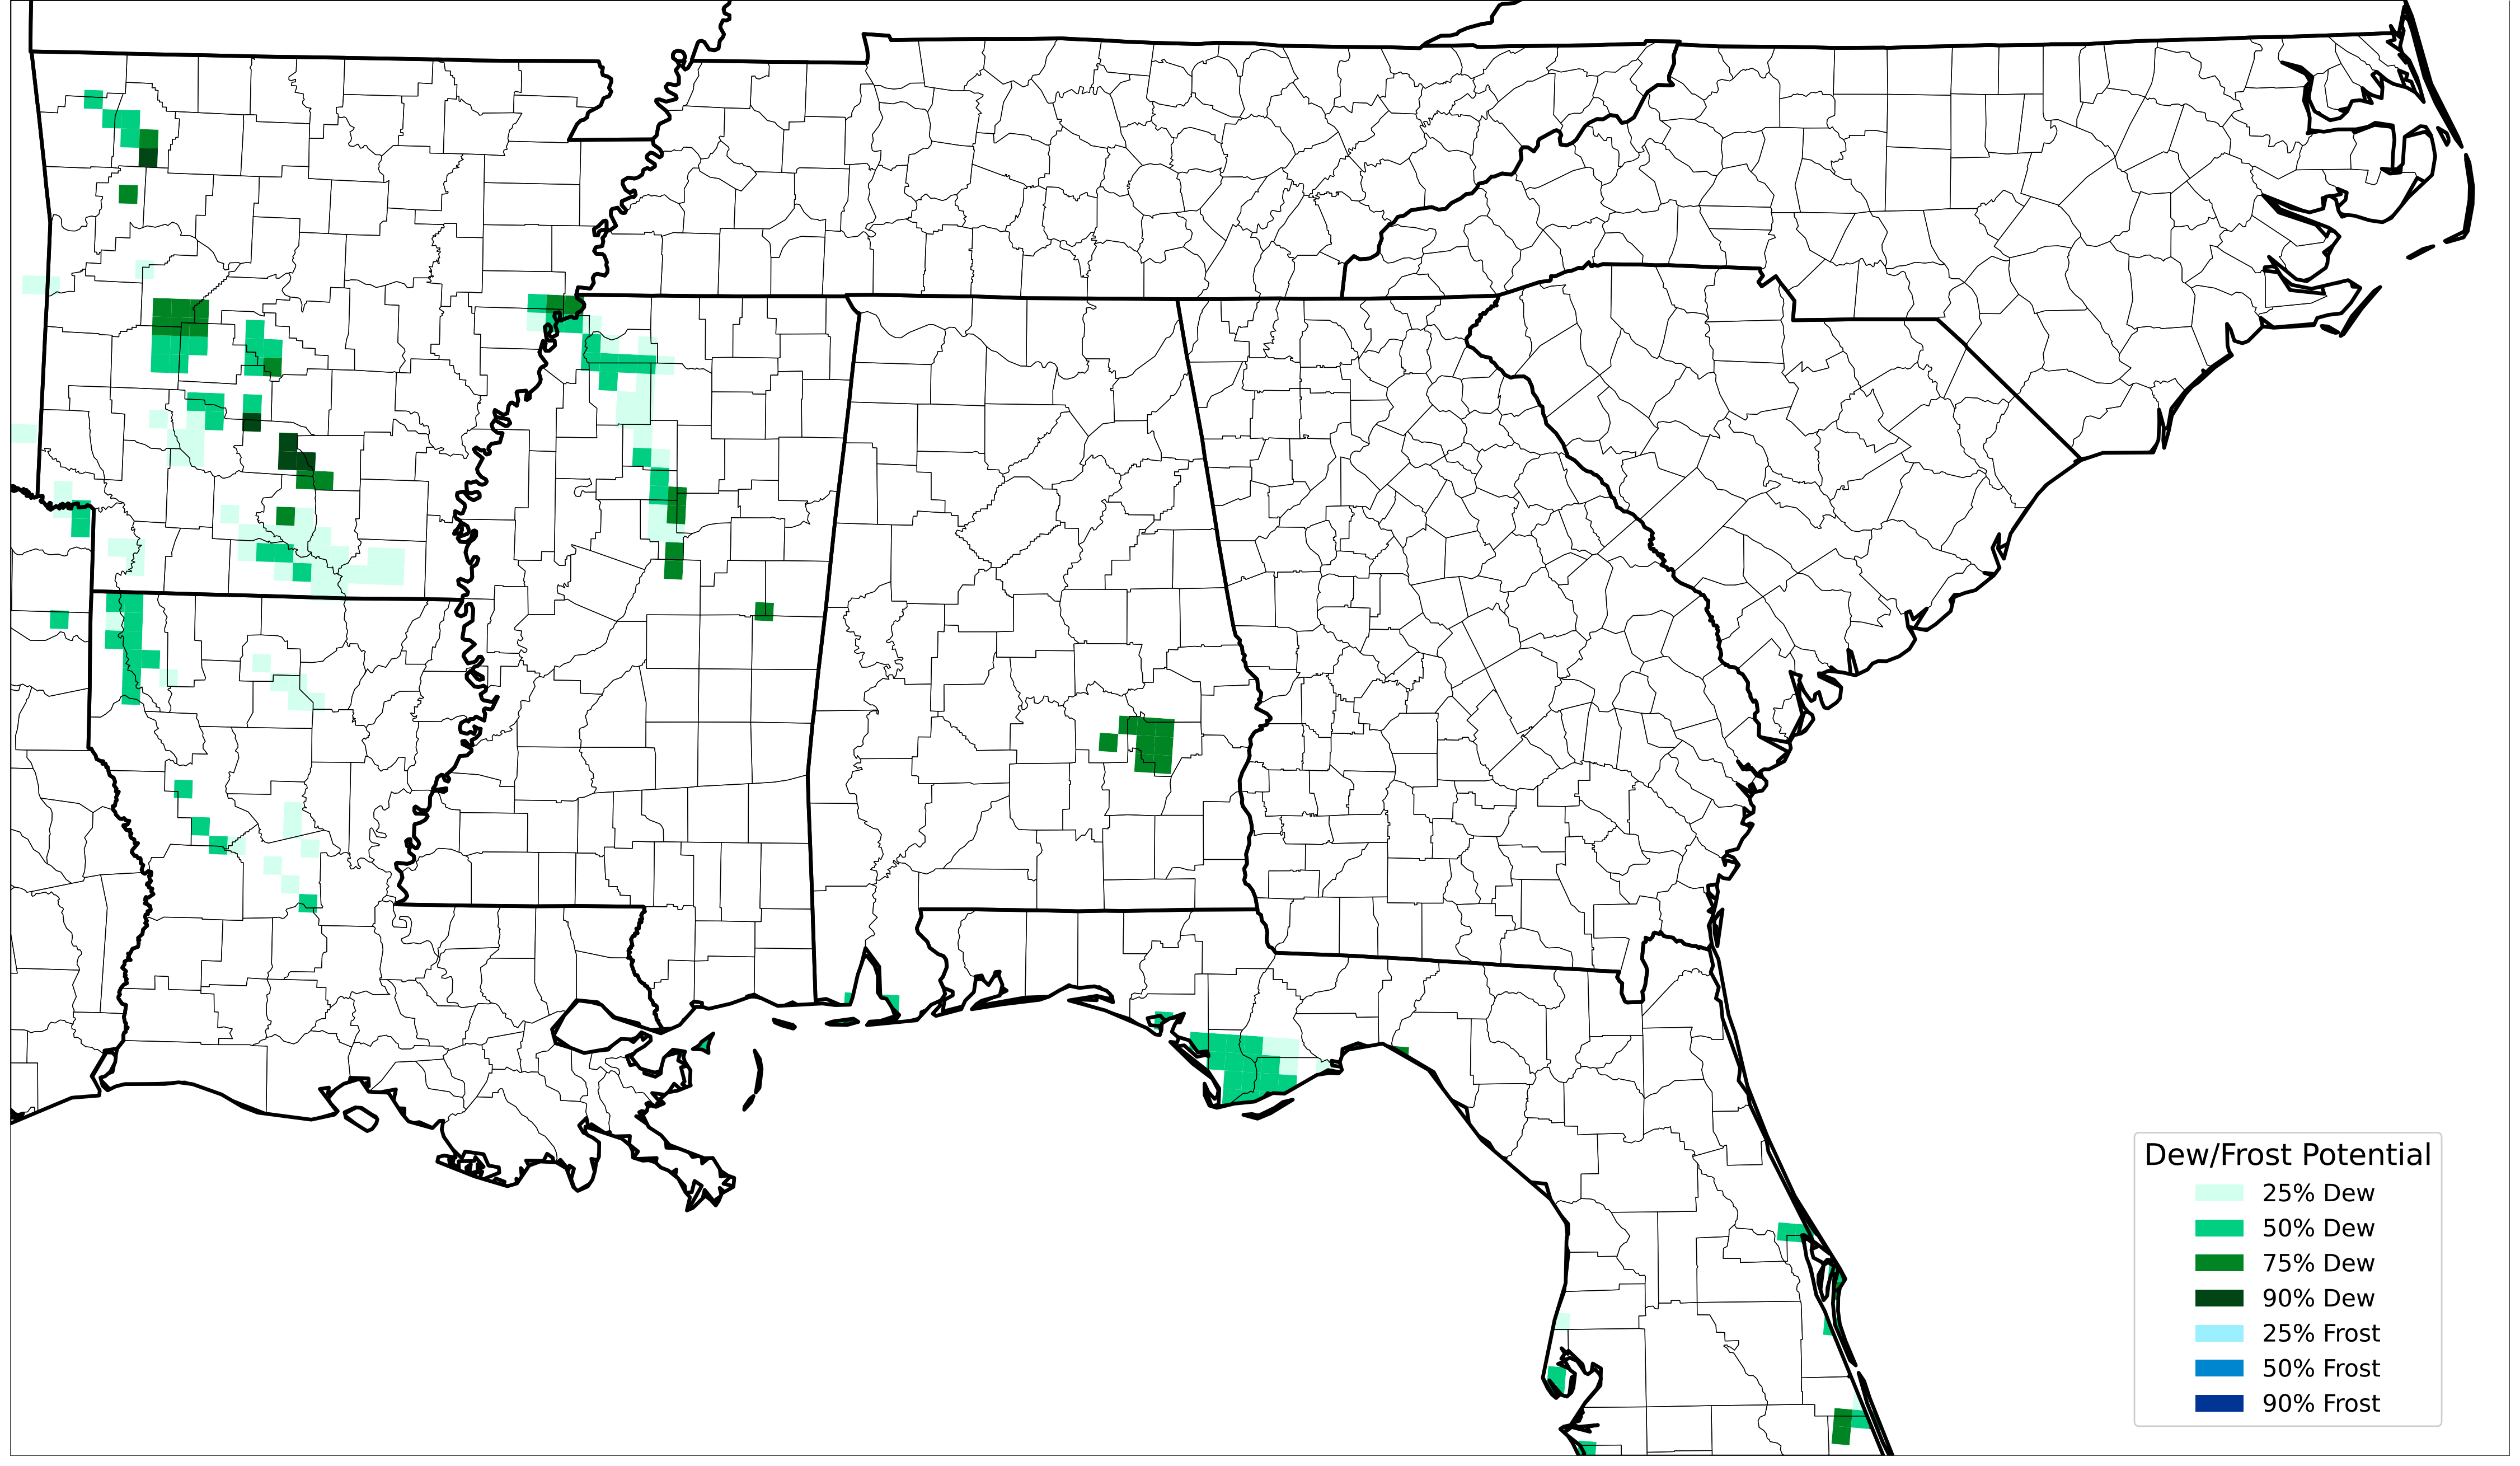 Dew/Frost Potential
25% Dew
50% Dew
75% Dew
90% Dew
25% Frost
50% Frost
90% Frost